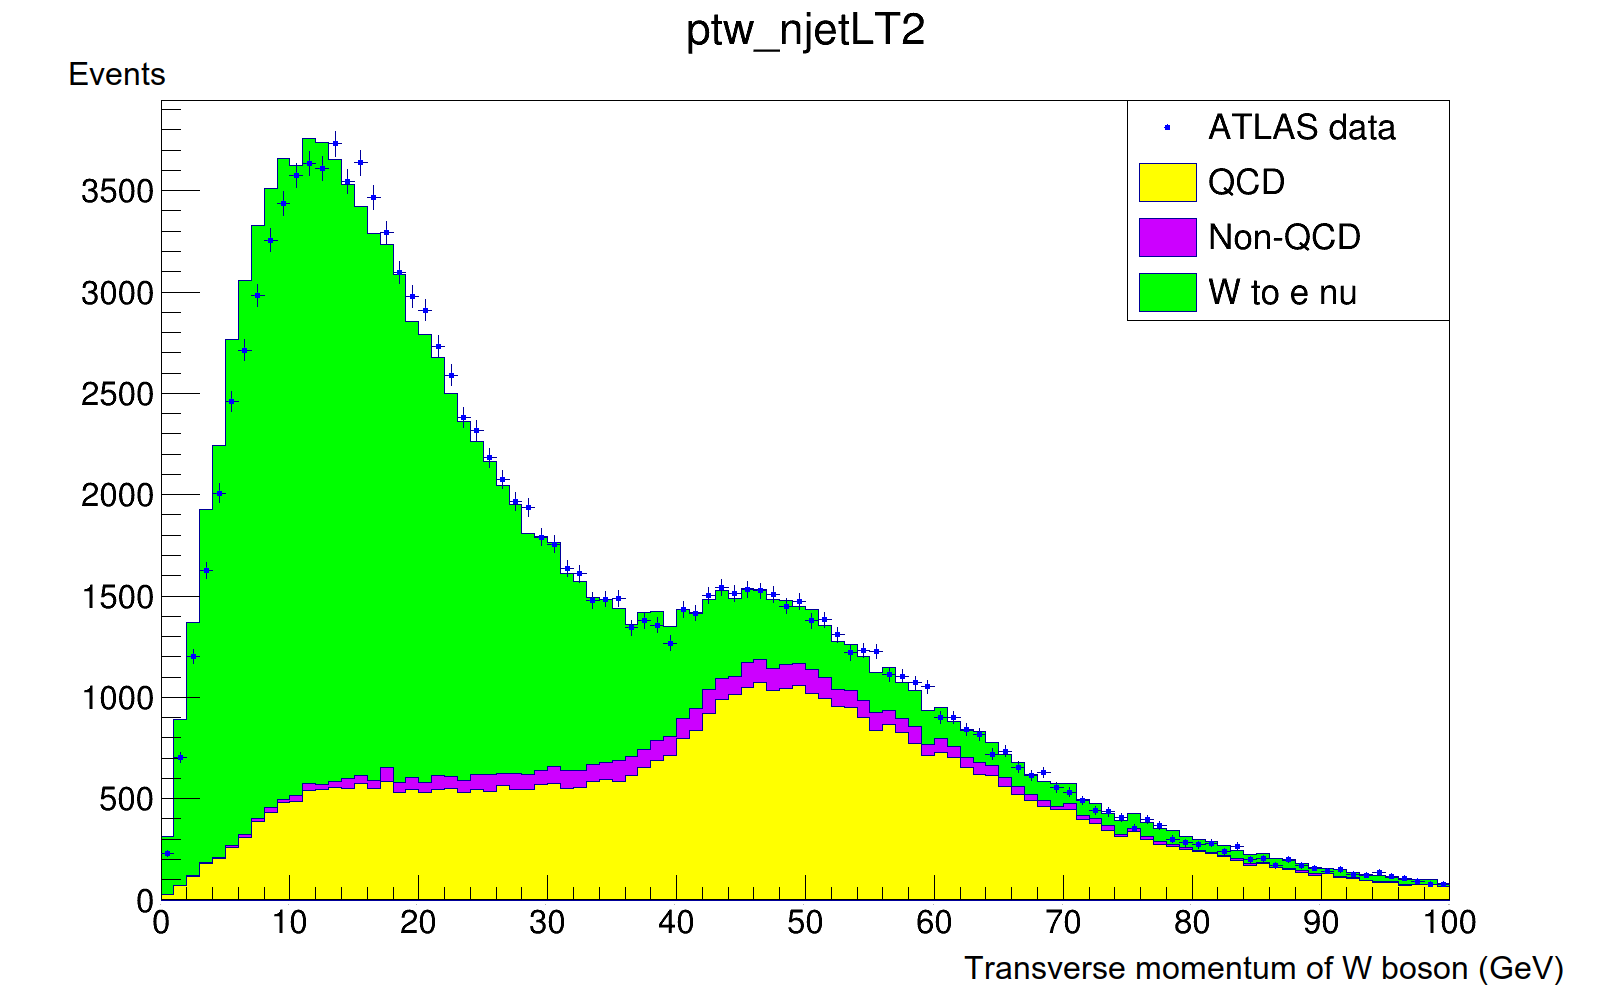 ptw_njetLT2
Events
ATLAS data
QCD
Non-QCD
W to e nu
3500
3000
2500
2000
1500
1000
500
0
0 10 20 30 40 50 60 70 80 90 100
Transverse momentum of W boson (GeV)